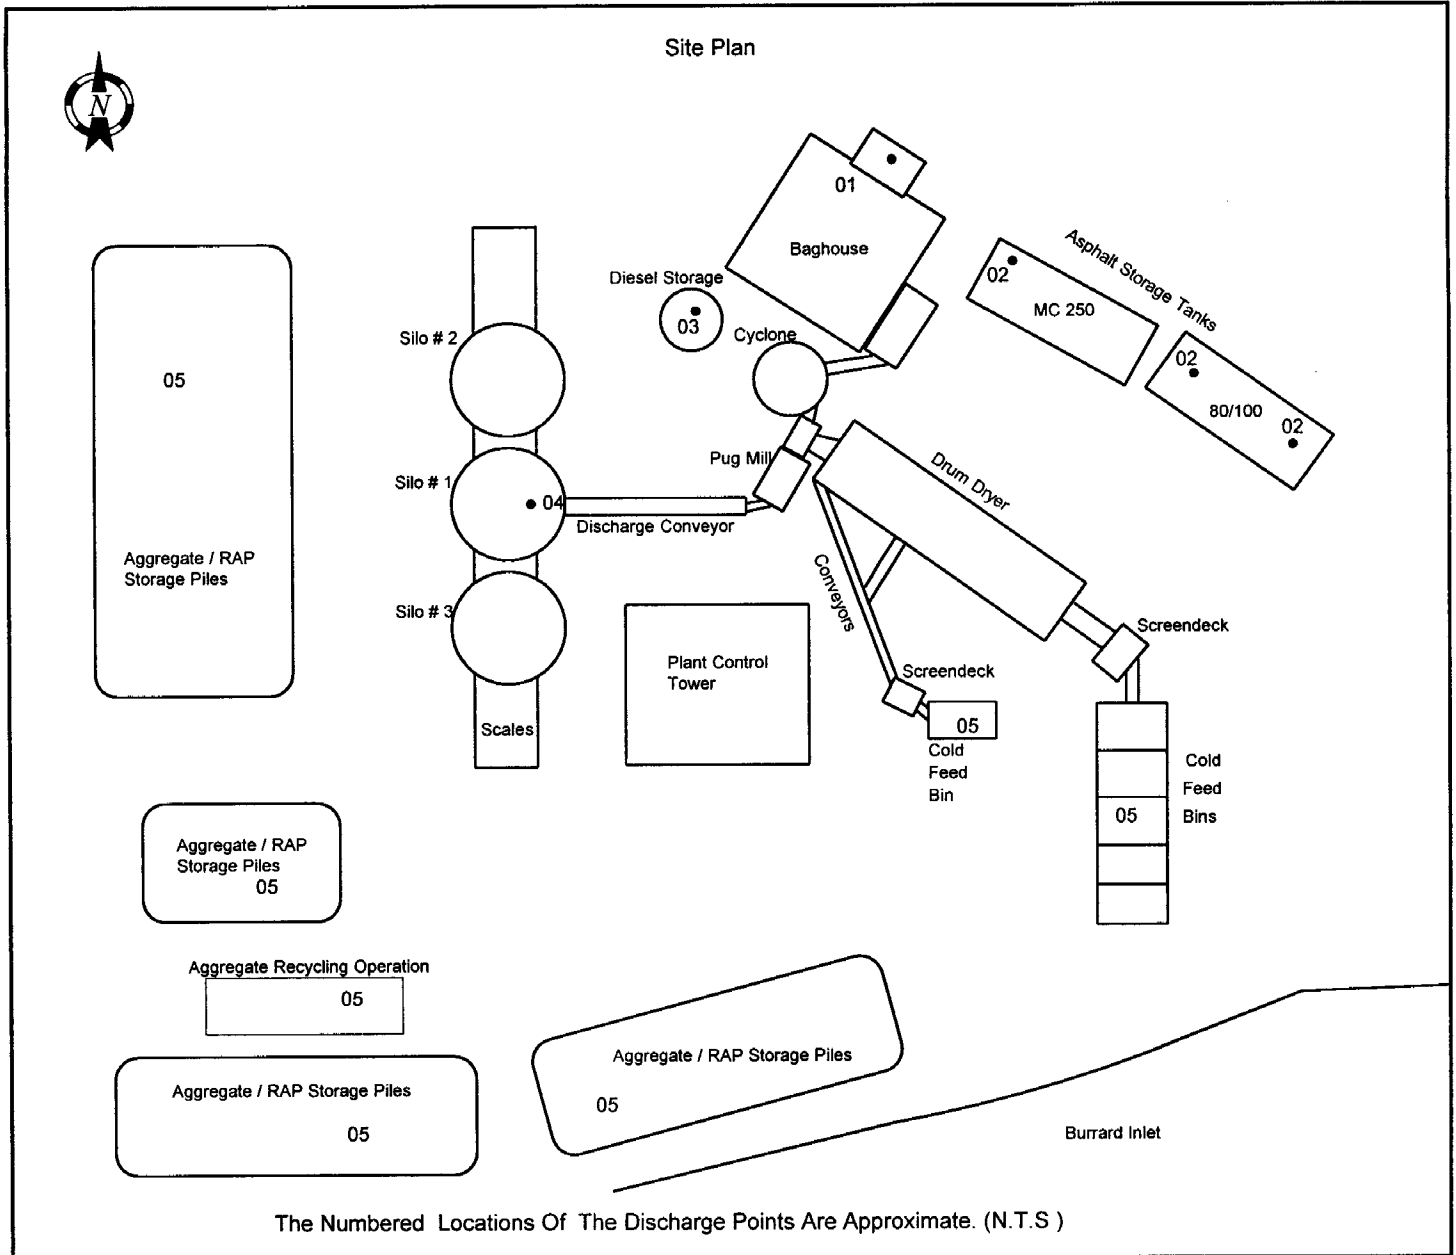 Site Plan
N
01
Baghouse
Asphalt Storage Tanks
02
MC 250
Diesel Storage
03
Cyclone
Silo # 2
02
80/100
02
05
Pug Mill
Drum Dryer
Silo # 1
04
Discharge Conveyor
Aggregate / RAP
Storage Piles
Conveyors
Silo # 3
Screendeck
Plant Control
Tower
Screendeck
05
Cold
Feed
Bin
Scales
Cold
Feed
Bins
05
Aggregate / RAP
Storage Piles
05
Aggregate Recycling Operation
05
Aggregate / RAP Storage Piles
05
Aggregate / RAP Storage Piles
05
Burrard Inlet
The Numbered Locations Of The Discharge Points Are Approximate. (N.T.S )